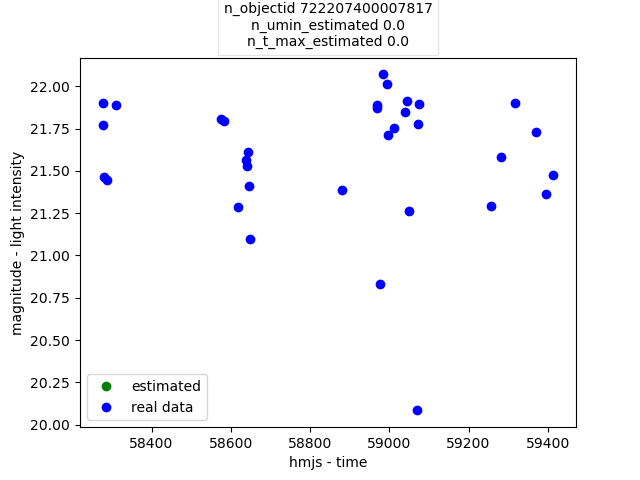 n_objectid 722207400007817
n_umin_estimated 0.0
n_t_max_estimated 0.0
22.00
21.75
21.50
21.25
21.00
20.75
20.50
20.25
20.00
magnitude - light intensity
estimated
real data
58400
58600
58800
59000
59200
59400
hmjs - time